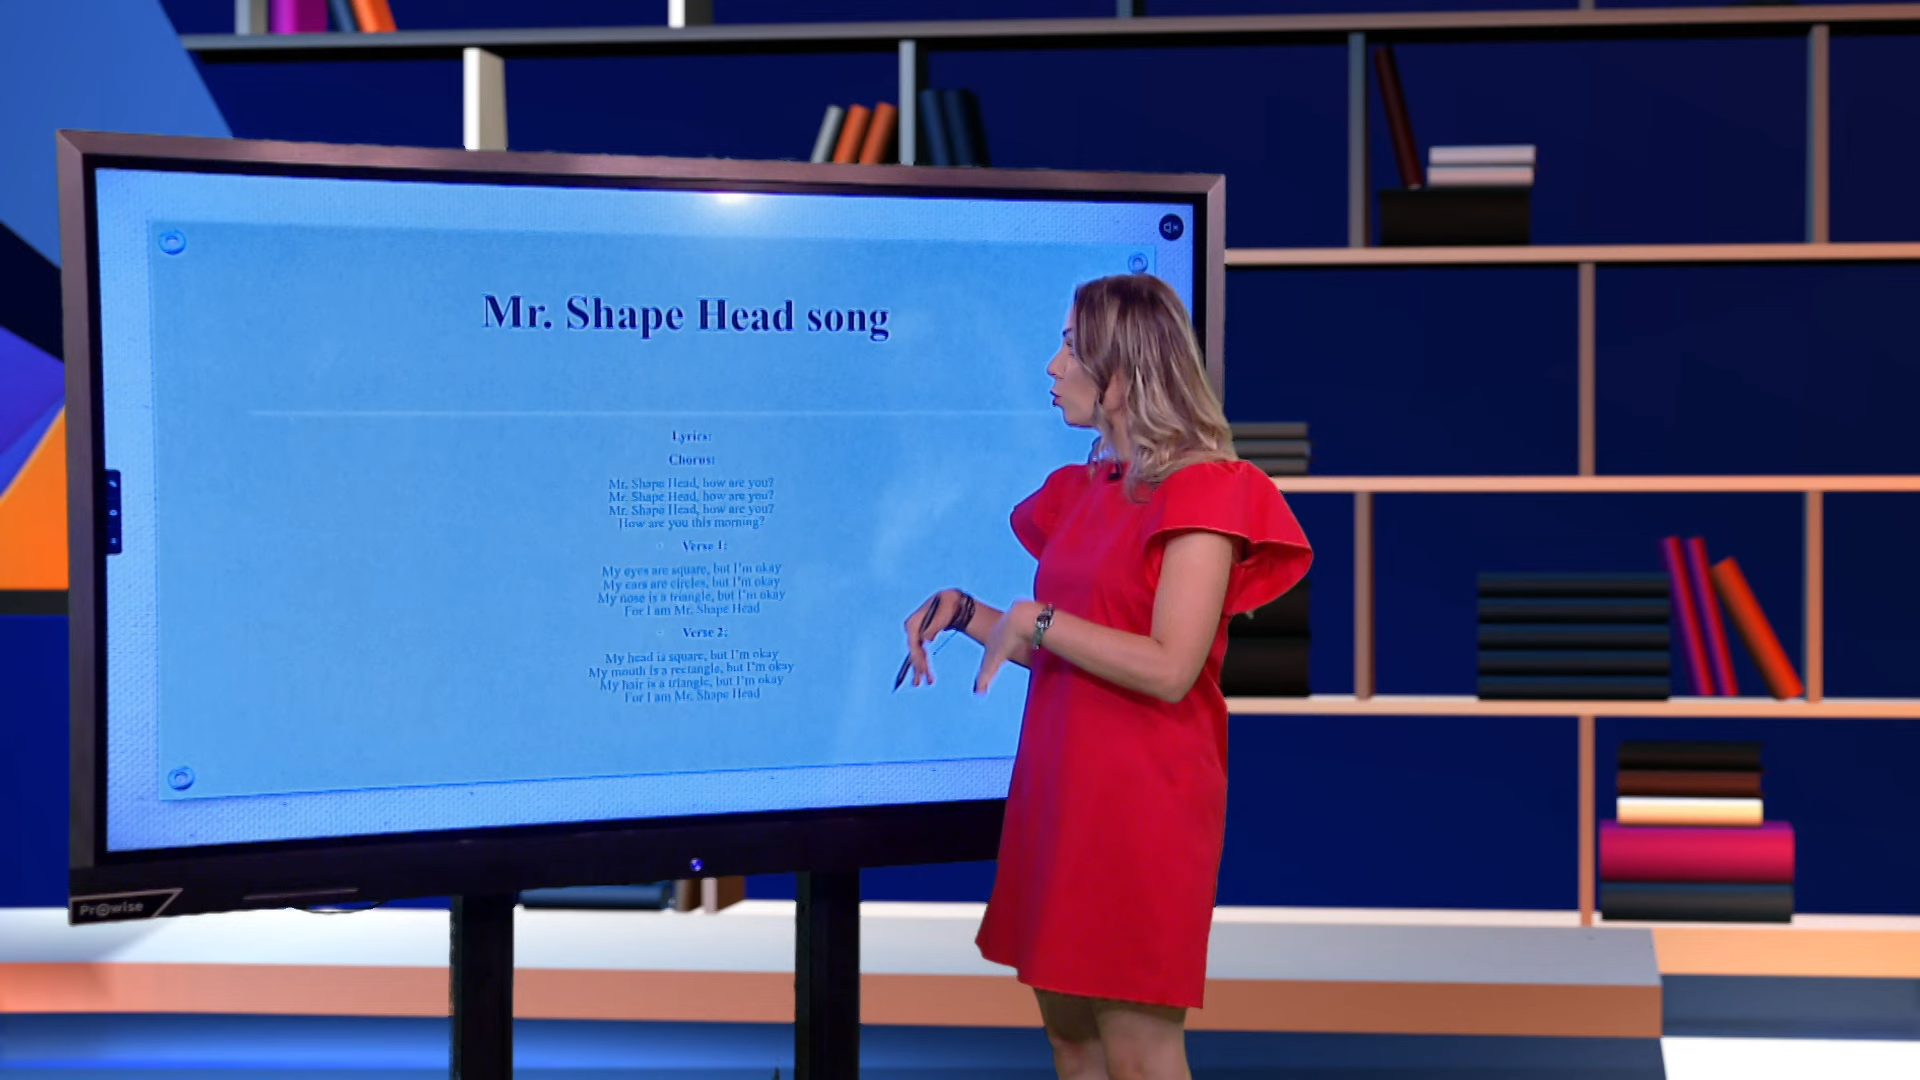 Mr. Shape Head song
Lyrics:
Chorus:
Mr. Shape Head, how are you?
Mr. Shape Head, how are you?
Mr. Shape Head, how are you?
How are you this morning?
Verse 1:
My eyes are square, but I'm okay
My ears are circles, but I'm okay
My nose is a triangle, but I'm okay
For I am Mr. Shape Head
Verse 2:
My head is square, but I'm okay
My mouth is a rectangle, but I'm okay
My hair is a triangle, but I'm okay
For I am Mr. Shape Head
Prowise